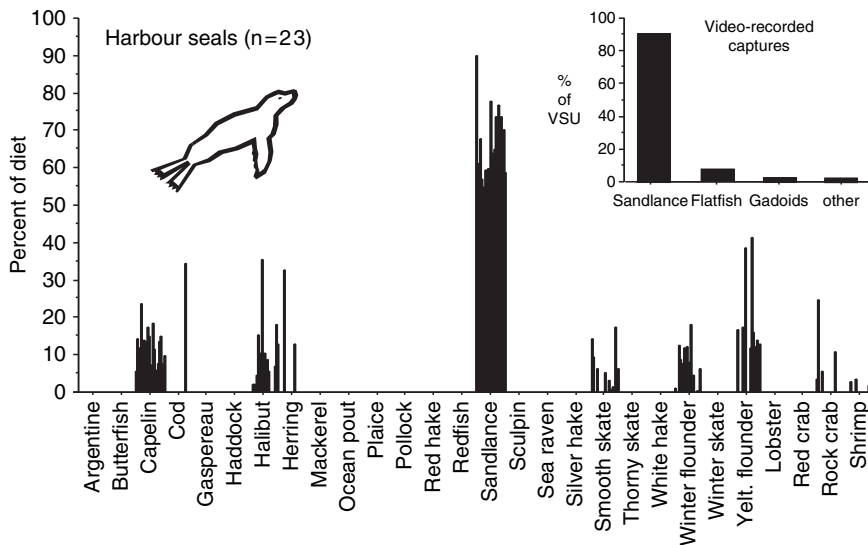 Harbour seals (n=23)
Percent of diet
100
90
80
70
60
50
40
30
20
10
0
Argentine
Butterfish
Capelin
Cod
Gaspereau
Haddock
Halibut
Herring
Mackerel
Ocean pout
Plaice
Pollock
Red hake
Redfish
Sandlance
Sculpin
Sea raven
Silver hake
Smooth skate
Thorny skate
White hake
Winter flounder
Winter skate
Yelt. flounder
Lobster
Red crab
Rock crab
Shrimp
Video-recorded
captures
%
of
VSU
100
80
60
40
20
0
Sandlance Flatfish Gadoids other